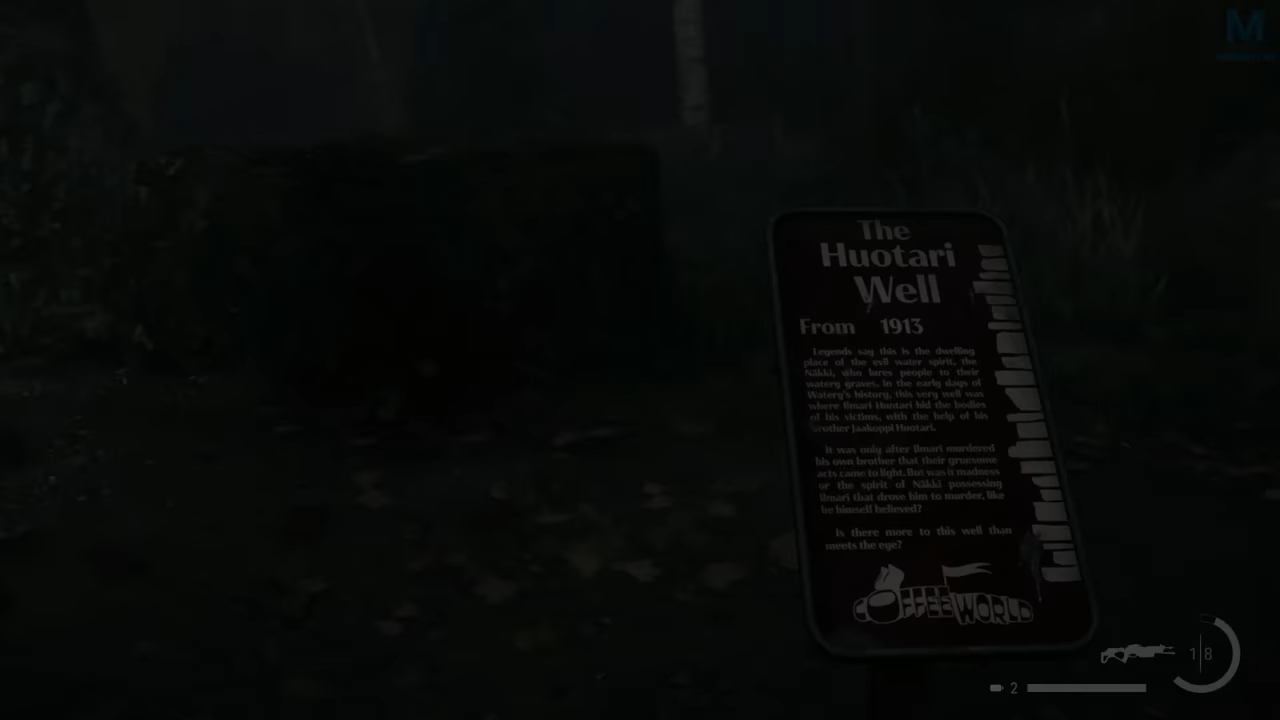 M
The
Huotari
Well
From 1913
Legends say this is the dwelling
place of the evil water spirit, the
Näkki, who lures people to their
watery graves. In the early days of
Watery's history, this very well was
where Ilmari Huotari hid the bodies
of his victims, with the help of his
brother Jaakoppi Huotari.
It was only after Ilmari murdered
his own brother that their gruesome
acts came to light. But was it madness
or the spirit of Näkki possessing
Ilmari that drove him to murder, like
he himself believed?
Is there more to this well than
meets the eye?
COFFEE WORLD
1 8
2